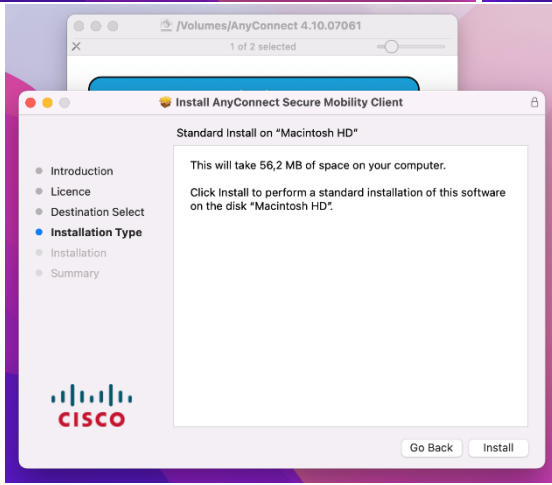 /Volumes/AnyConnect 4.10.07061
1 of 2 selected
Install AnyConnect Secure Mobility Client
Standard Install on “Macintosh HD”
Introduction
Licence
Destination Select
Installation Type
Installation
Summary
This will take 56,2 MB of space on your computer.
Click Install to perform a standard installation of this software
on the disk “Macintosh HD”.
CISCO
Go Back
Install